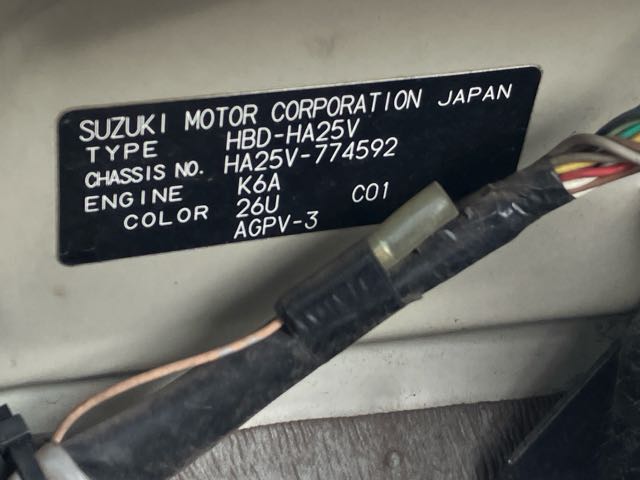 SUZUKI MOTOR CORPORATION JAPAN
TYPE HBD-HA25V
CHASSIS NO. HA25V-774592
ENGINE K6A
COLOR 26U C01
AGPV-3